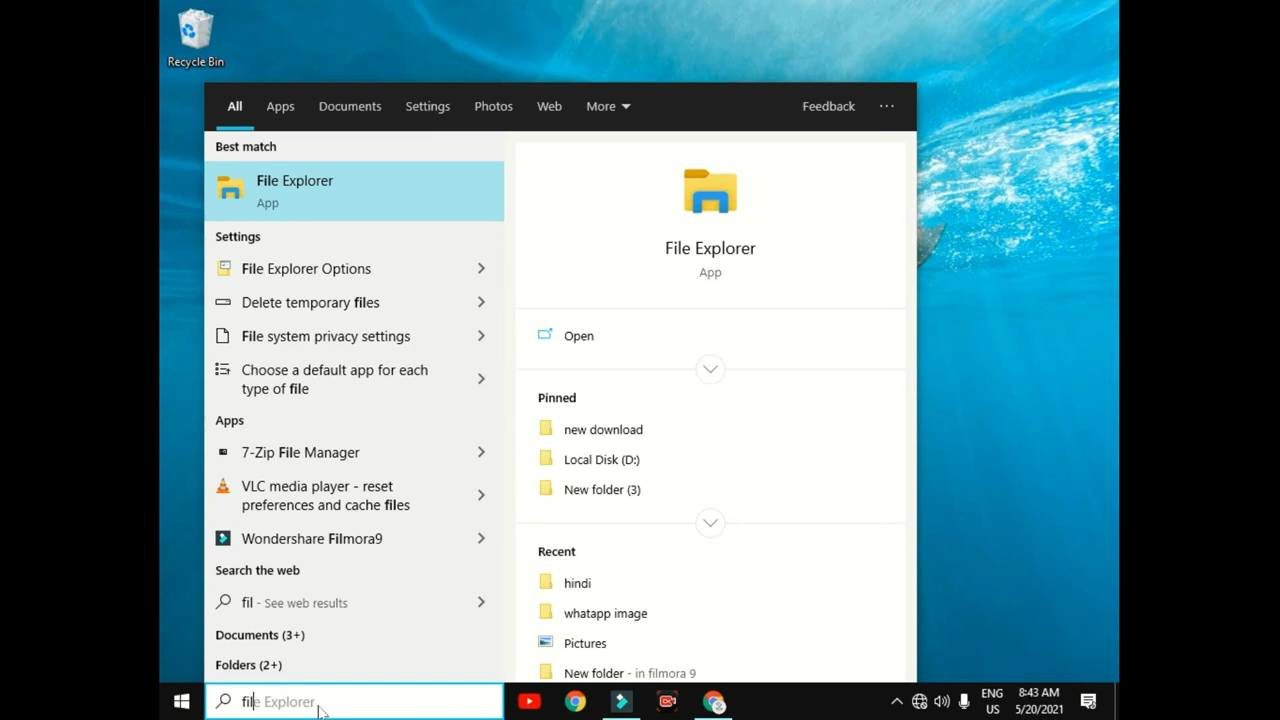 Recycle Bin
All Apps Documents Settings Photos Web More Feedback ...
Best match
File Explorer
App
Settings
File Explorer Options
Delete temporary files
File system privacy settings
Choose a default app for each
type of file
Apps
7-Zip File Manager
VLC media player - reset
preferences and cache files
Wondershare Filmora9
Search the web
fil - See web results
Documents (3+)
Folders (2+)
File Explorer
App
Open
Pinned
new download
Local Disk (D:)
New folder (3)
Recent
hindi
whatapp image
Pictures
New folder - in filmora 9
file Explorer
ENG
US
8:43 AM
5/20/2021